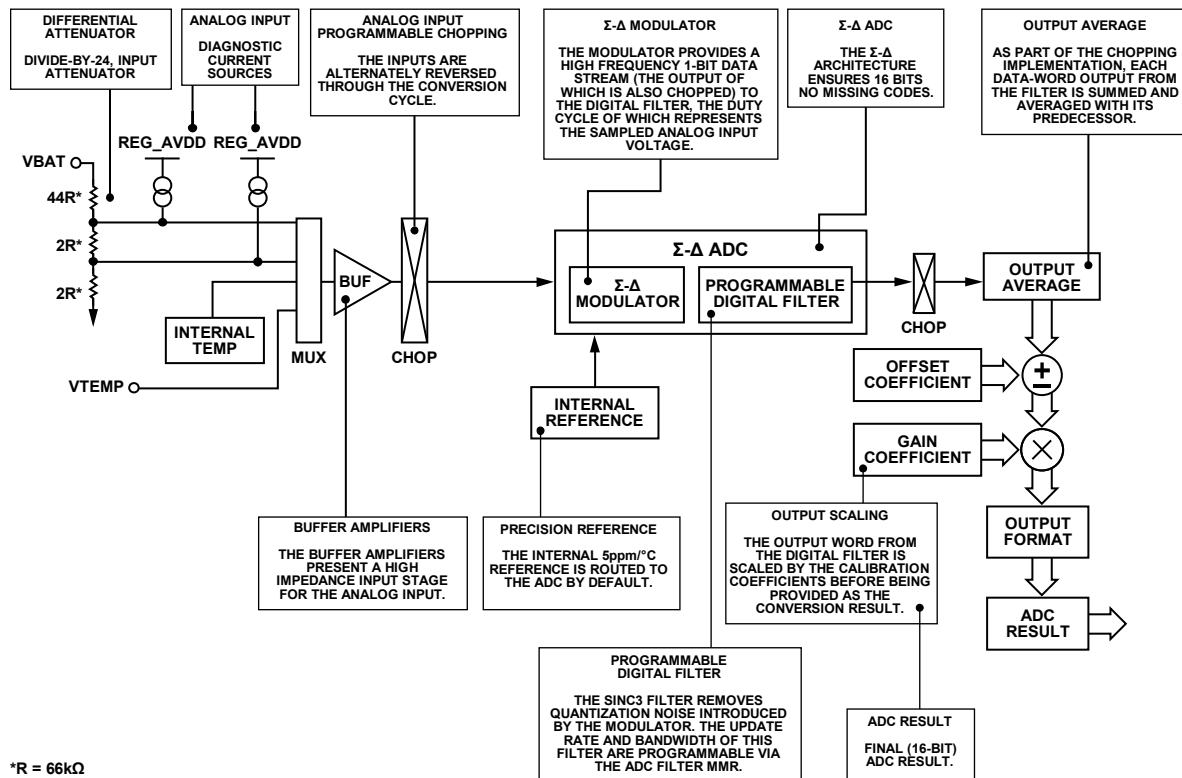 DIFFERENTIAL
ATTENUATOR
DIVIDE-BY-24, INPUT
ATTENUATOR
ANALOG INPUT
DIAGNOSTIC
CURRENT
SOURCES
ANALOG INPUT
PROGRAMMABLE CHOPPING
THE INPUTS ARE
ALTERNATELY REVERSED
THROUGH THE CONVERSION
CYCLE.
Σ-Δ MODULATOR
THE MODULATOR PROVIDES A
HIGH FREQUENCY 1-BIT DATA
STREAM (THE OUTPUT OF
WHICH IS ALSO CHOPPED) TO
THE DIGITAL FILTER, THE DUTY
CYCLE OF WHICH REPRESENTS
THE SAMPLED ANALOG INPUT
VOLTAGE.
Σ-Δ ADC
THE Σ-Δ
ARCHITECTURE
ENSURES 16 BITS
NO MISSING CODES.
OUTPUT AVERAGE
AS PART OF THE CHOPPING
IMPLEMENTATION, EACH
DATA-WORD OUTPUT FROM
THE FILTER IS SUMMED AND
AVERAGED WITH ITS
PREDECESSOR.
REG_AVDD
REG_AVDD
VBAT
44R*
2R*
2R*
INTERNAL
TEMP
VTEMP
MUX
BUF
CHOP
Σ-Δ ADC
Σ-Δ
MODULATOR
PROGRAMMABLE
DIGITAL FILTER
CHOP
OUTPUT
AVERAGE
INTERNAL
REFERENCE
OFFSET
COEFFICIENT
+
−
GAIN
COEFFICIENT
×
OUTPUT
FORMAT
ADC
RESULT
BUFFER AMPLIFIERS
THE BUFFER AMPLIFIERS
PRESENT A HIGH
IMPEDANCE INPUT STAGE
FOR THE ANALOG INPUT.
PRECISION REFERENCE
THE INTERNAL 5ppm/°C
REFERENCE IS ROUTED TO
THE ADC BY DEFAULT.
OUTPUT SCALING
THE OUTPUT WORD FROM
THE DIGITAL FILTER IS
SCALED BY THE CALIBRATION
COEFFICIENTS BEFORE BEING
PROVIDED AS THE
CONVERSION RESULT.
PROGRAMMABLE
DIGITAL FILTER
THE SINC3 FILTER REMOVES
QUANTIZATION NOISE INTRODUCED
BY THE MODULATOR. THE UPDATE
RATE AND BANDWIDTH OF THIS
FILTER ARE PROGRAMMABLE VIA
THE ADC FILTER MMR.
ADC RESULT
FINAL (16-BIT)
ADC RESULT.
*R = 66kΩ